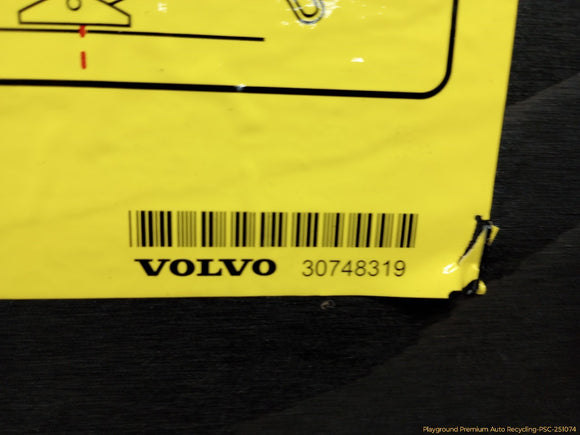 VOLVO 30748319
Playground Premium Auto Recycling-PSC-251074